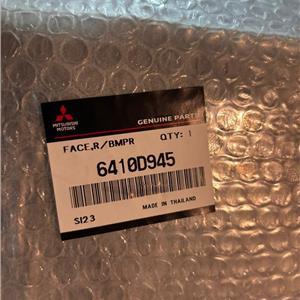 MITSUBISHI
MOTORS
GENUINE PARTS
FACE,R/BMPR QTY: 1
6410D945
MADE IN THAILAND
SI23